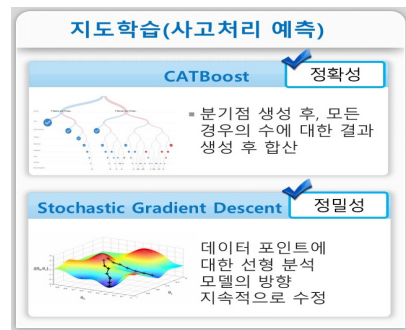 지도학습(사고처리 예측)
CATBoost
정확성
분기점 생성 후, 모든
경우의 수에 대한 결과
생성 후 합산
Stochastic Gradient Descent
정밀성
데이터 포인트에
대한 선형 분석
모델의 방향
지속적으로 수정